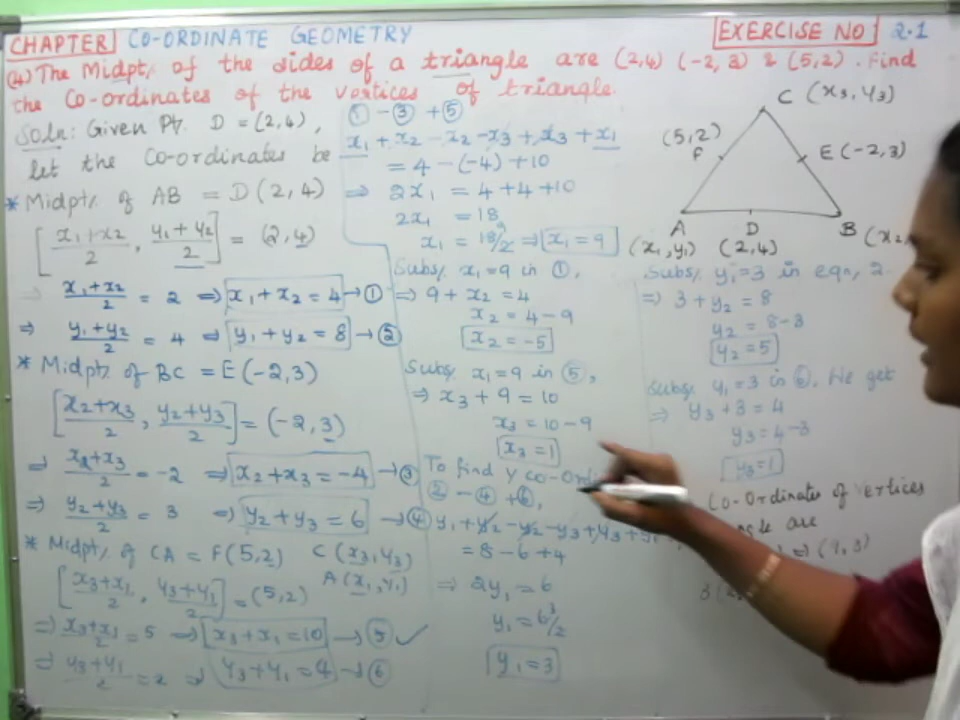 CHAPTER CO-ORDINATE GEOMETRY
EXERCISE NO 2.1
(4) The Midpt/. of the sides of a triangle are (2,4) (-2, 3) & (5,2). Find
the Co-ordinates of the vertices of triangle.
Soln: Given Pt. D = (2,4),
let the Co-ordinates be
* Midpt/. of AB = D(2,4)
[x1+x2/2 , y1+y2/2] = (2,4)
x1+x2/2 = 2 ⇒ x1+x2 = 4 → ①
⇒ y1+y2/2 = 4 ⇒ y1+y2 = 8 → ②
* Midpt/. of BC = E(-2,3)
[x2+x3/2 , y2+y3/2] = (-2,3)
⇒ x2+x3/2 = -2 ⇒ x2+x3 = -4 → ③
⇒ y2+y3/2 = 3 ⇒ y2+y3 = 6 → ④
* Midpt/. of CA = F(5,2) C(x3,y3)
A(x1,y1)
[x3+x1/2 , y3+y1/2] = (5,2)
⇒ x3+x1/2 = 5 ⇒ x3+x1 = 10 → ⑤ ✓
⇒ y3+y1/2 = 2 ⇒ y3+y1 = 4 → ⑥
① - ③ + ⑤
x1 + x2 - x2 - x3 + x3 + x1
= 4 - (-4) + 10
⇒ 2x1 = 4+4+10
2x1 = 18
x1 = 18/2 9 ⇒ x1 = 9
Subs/. x1 = 9 in ①,
⇒ 9 + x2 = 4
x2 = 4 - 9
x2 = -5
Subs/. x1 = 9 in ⑤,
⇒ x3 + 9 = 10
x3 = 10 - 9
x3 = 1
To find y Co-Ordi
② - ④ + ⑥,
y1 + y2 - y2 - y3 + y3 + y1
= 8 - 6 + 4
⇒ 2y1 = 6
y1 = 6/2 3
y1 = 3
C (x3, y3)
(5,2)
F
E (-2,3)
A D B
(x1, y1) (2,4) (x2,
Subs/. y1 = 3 in eqn, 2.
⇒ 3 + y2 = 8
y2 = 8-3
y2 = 5
Subs/. y1 = 3 in ⑥, We get
⇒ y3 + 3 = 4
y3 = 4-3
y3 = 1
Co-Ordinates of Vertices
are
⇒ (9,3)